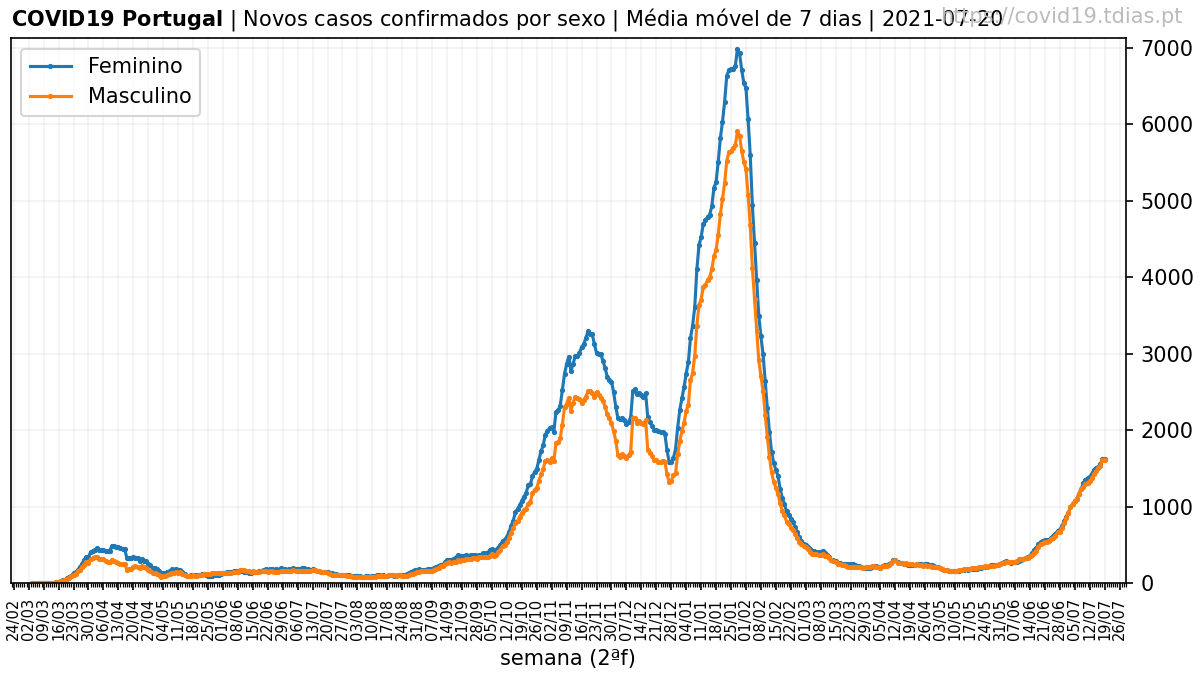 COVID19 Portugal | Novos casos confirmados por sexo | Média móvel de 7 dias | 2021-07-20
https://covid19.tdias.pt
Feminino
Masculino
7000
6000
5000
4000
3000
2000
1000
0
24/02 02/03 09/03 16/03 23/03 30/03 06/04 13/04 20/04 27/04 04/05 11/05 18/05 25/05 01/06 08/06 15/06 22/06 29/06 06/07 13/07 20/07 27/07 03/08 10/08 17/08 24/08 31/08 07/09 14/09 21/09 28/09 05/10 12/10 19/10 26/10 02/11 09/11 16/11 23/11 30/11 07/12 14/12 21/12 28/12 04/01 11/01 18/01 25/01 01/02 08/02 15/02 22/02 01/03 08/03 15/03 22/03 29/03 05/04 12/04 19/04 26/04 03/05 10/05 17/05 24/05 31/05 07/06 14/06 21/06 28/06 05/07 12/07 19/07 26/07
semana (2ªf)